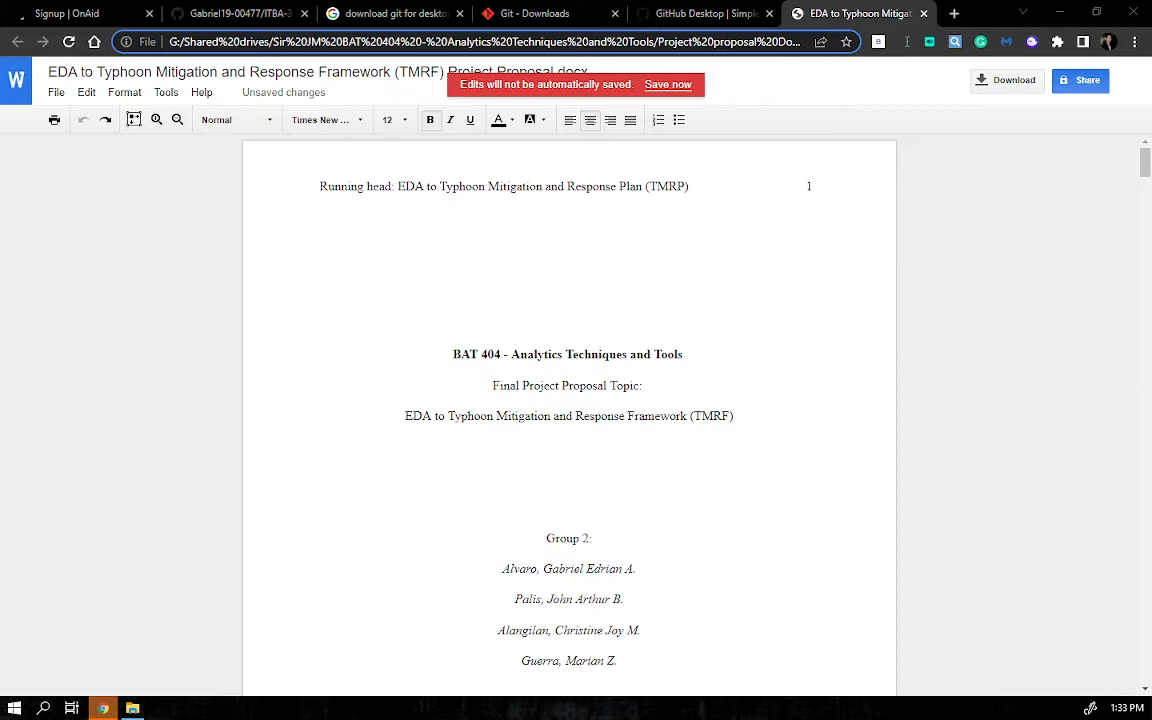 Signup | OnAid
Gabriel19-00477/ITBA-3
download git for deskto
Git - Downloads
GitHub Desktop | Simple
EDA to Typhoon Mitigat
File
G:/Shared%20drives/Sir%20JM%20BAT%20404%20-%20Analytics%20Techniques%20and%20Tools/Project%20proposal%20Do...
W
EDA to Typhoon Mitigation and Response Framework (TMRF) Project Proposal.docx
Edits will not be automatically saved. Save now
Download
Share
File Edit Format Tools Help Unsaved changes
Normal Times New ... 12 B I U A A
Running head: EDA to Typhoon Mitigation and Response Plan (TMRP) 1
BAT 404 - Analytics Techniques and Tools
Final Project Proposal Topic:
EDA to Typhoon Mitigation and Response Framework (TMRF)
Group 2:
Alvaro, Gabriel Edrian A.
Palis, John Arthur B.
Alangilan, Christine Joy M.
Guerra, Marian Z.
1:33 PM